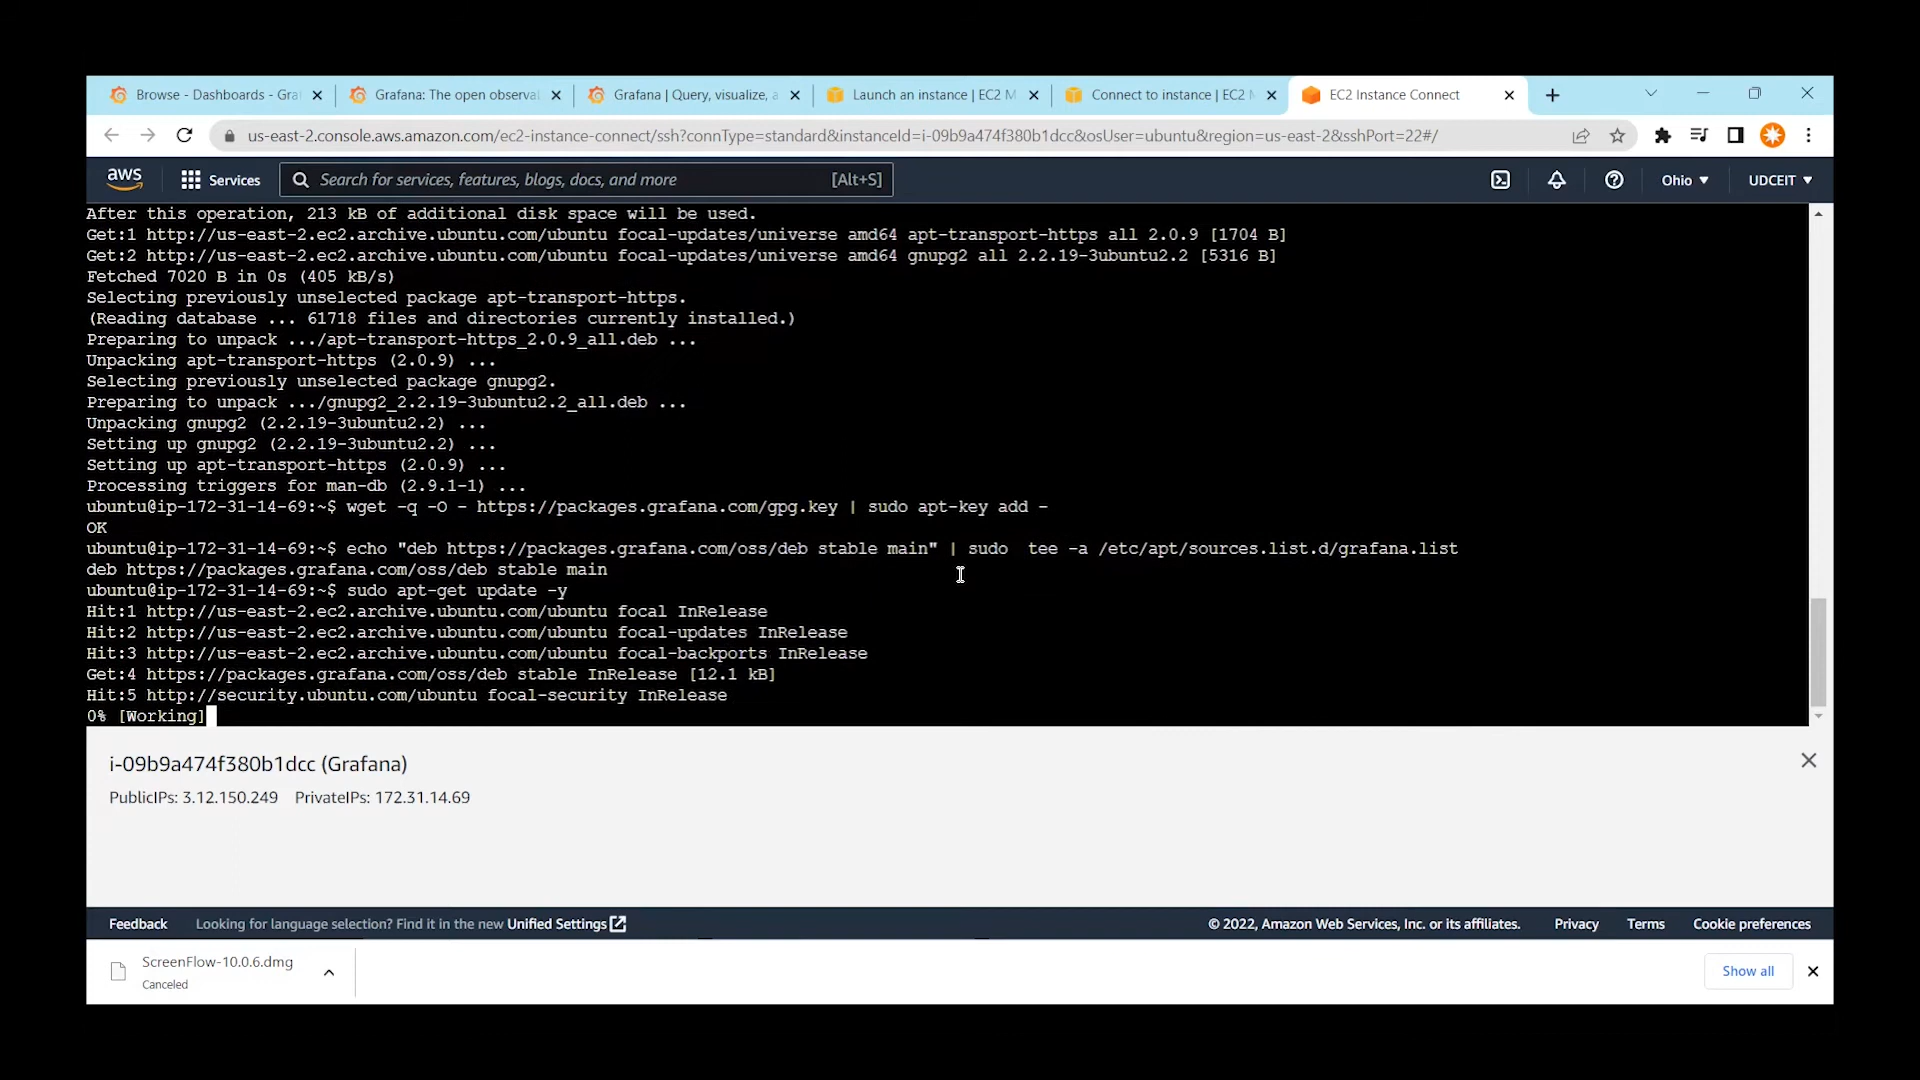 Browse - Dashboards - Gra
Grafana: The open observa
Grafana | Query, visualize, a
Launch an instance | EC2 M
Connect to instance | EC2 M
EC2 Instance Connect
us-east-2.console.aws.amazon.com/ec2-instance-connect/ssh?connType=standard&instanceId=i-09b9a474f380b1dcc&osUser=ubuntu&region=us-east-2&sshPort=22#/
aws
Services
Search for services, features, blogs, docs, and more
[Alt+S]
Ohio
UDCEIT
After this operation, 213 kB of additional disk space will be used.
Get:1 http://us-east-2.ec2.archive.ubuntu.com/ubuntu focal-updates/universe amd64 apt-transport-https all 2.0.9 [1704 B]
Get:2 http://us-east-2.ec2.archive.ubuntu.com/ubuntu focal-updates/universe amd64 gnupg2 all 2.2.19-3ubuntu2.2 [5316 B]
Fetched 7020 B in 0s (405 kB/s)
Selecting previously unselected package apt-transport-https.
(Reading database ... 61718 files and directories currently installed.)
Preparing to unpack .../apt-transport-https_2.0.9_all.deb ...
Unpacking apt-transport-https (2.0.9) ...
Selecting previously unselected package gnupg2.
Preparing to unpack .../gnupg2_2.2.19-3ubuntu2.2_all.deb ...
Unpacking gnupg2 (2.2.19-3ubuntu2.2) ...
Setting up gnupg2 (2.2.19-3ubuntu2.2) ...
Setting up apt-transport-https (2.0.9) ...
Processing triggers for man-db (2.9.1-1) ...
ubuntu@ip-172-31-14-69:~$ wget -q -O - https://packages.grafana.com/gpg.key | sudo apt-key add -
OK
ubuntu@ip-172-31-14-69:~$ echo "deb https://packages.grafana.com/oss/deb stable main" | sudo  tee -a /etc/apt/sources.list.d/grafana.list
deb https://packages.grafana.com/oss/deb stable main
ubuntu@ip-172-31-14-69:~$ sudo apt-get update -y
Hit:1 http://us-east-2.ec2.archive.ubuntu.com/ubuntu focal InRelease
Hit:2 http://us-east-2.ec2.archive.ubuntu.com/ubuntu focal-updates InRelease
Hit:3 http://us-east-2.ec2.archive.ubuntu.com/ubuntu focal-backports InRelease
Get:4 https://packages.grafana.com/oss/deb stable InRelease [12.1 kB]
Hit:5 http://security.ubuntu.com/ubuntu focal-security InRelease
0% [Working]
i-09b9a474f380b1dcc (Grafana)
PublicIPs: 3.12.150.249 PrivateIPs: 172.31.14.69
Feedback
Looking for language selection? Find it in the new Unified Settings
© 2022, Amazon Web Services, Inc. or its affiliates.
Privacy
Terms
Cookie preferences
ScreenFlow-10.0.6.dmg
Canceled
Show all